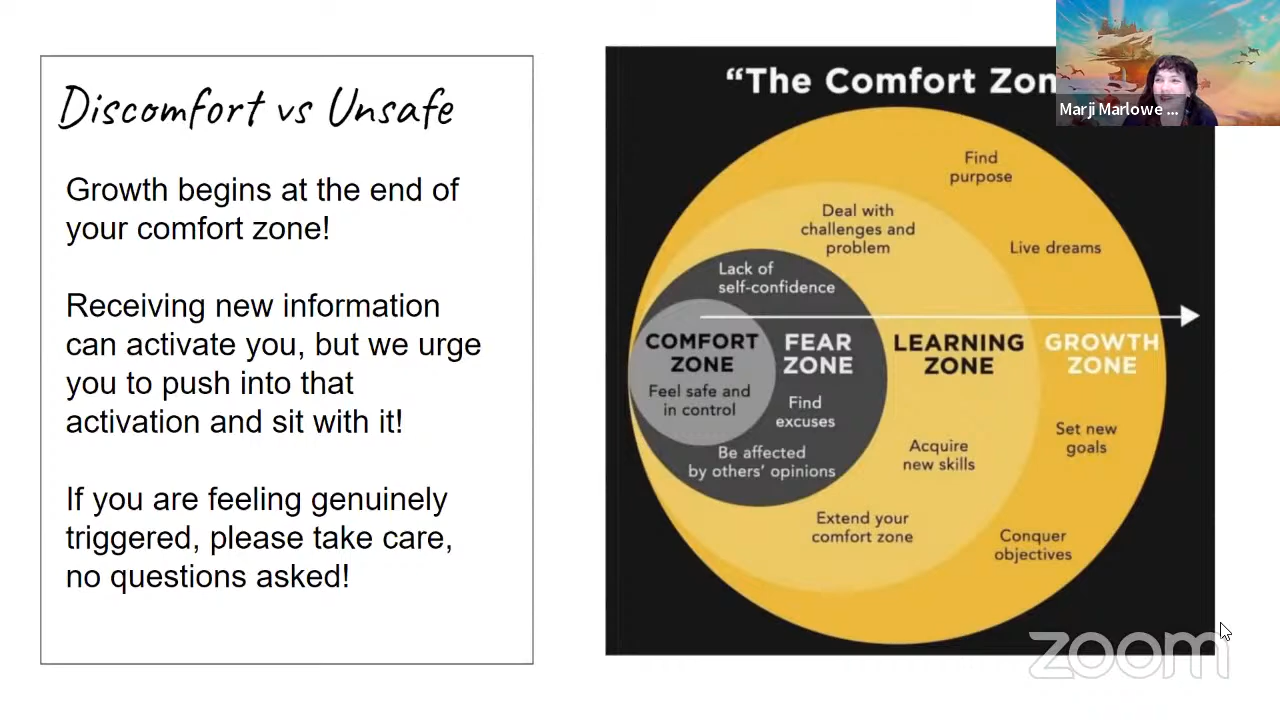 Discomfort vs Unsafe
Growth begins at the end of
your comfort zone!
Receiving new information
can activate you, but we urge
you to push into that
activation and sit with it!
If you are feeling genuinely
triggered, please take care,
no questions asked!
“The Comfort Zon
Marji Marlowe ...
Find
purpose
Deal with
challenges and
problem
Live dreams
Lack of
self-confidence
COMFORT
ZONE
Feel safe and
in control
FEAR
ZONE
LEARNING
ZONE
GROWTH
ZONE
Find
excuses
Be affected
by others’ opinions
Acquire
new skills
Set new
goals
Extend your
comfort zone
Conquer
objectives
zoom